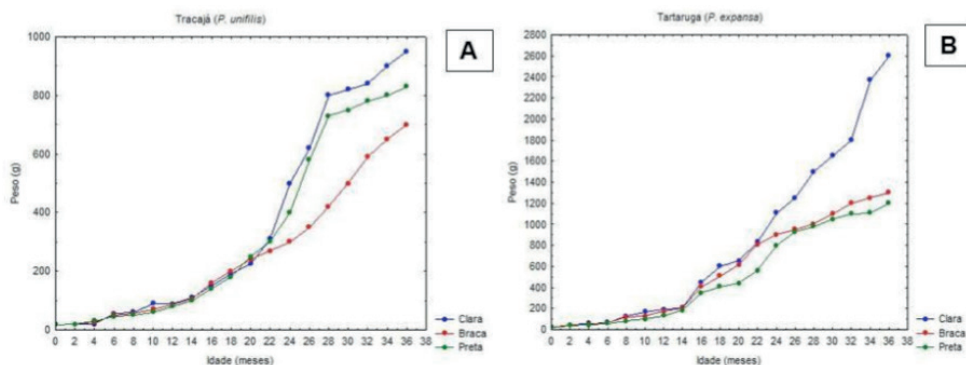 Tracajá (P. unifilis)
A
1000
800
600
400
200
0
Peso (g)
0 2 4 6 8 10 12 14 16 18 20 22 24 26 28 30 32 34 36 38
Idade (meses)
Clara
Braca
Preta
Tartaruga (P. expansa)
B
2800
2600
2400
2200
2000
1800
1600
1400
1200
1000
800
600
400
200
0
Peso (g)
0 2 4 6 8 10 12 14 16 18 20 22 24 26 28 30 32 34 36 38
Idade (meses)
Clara
Braca
Preta